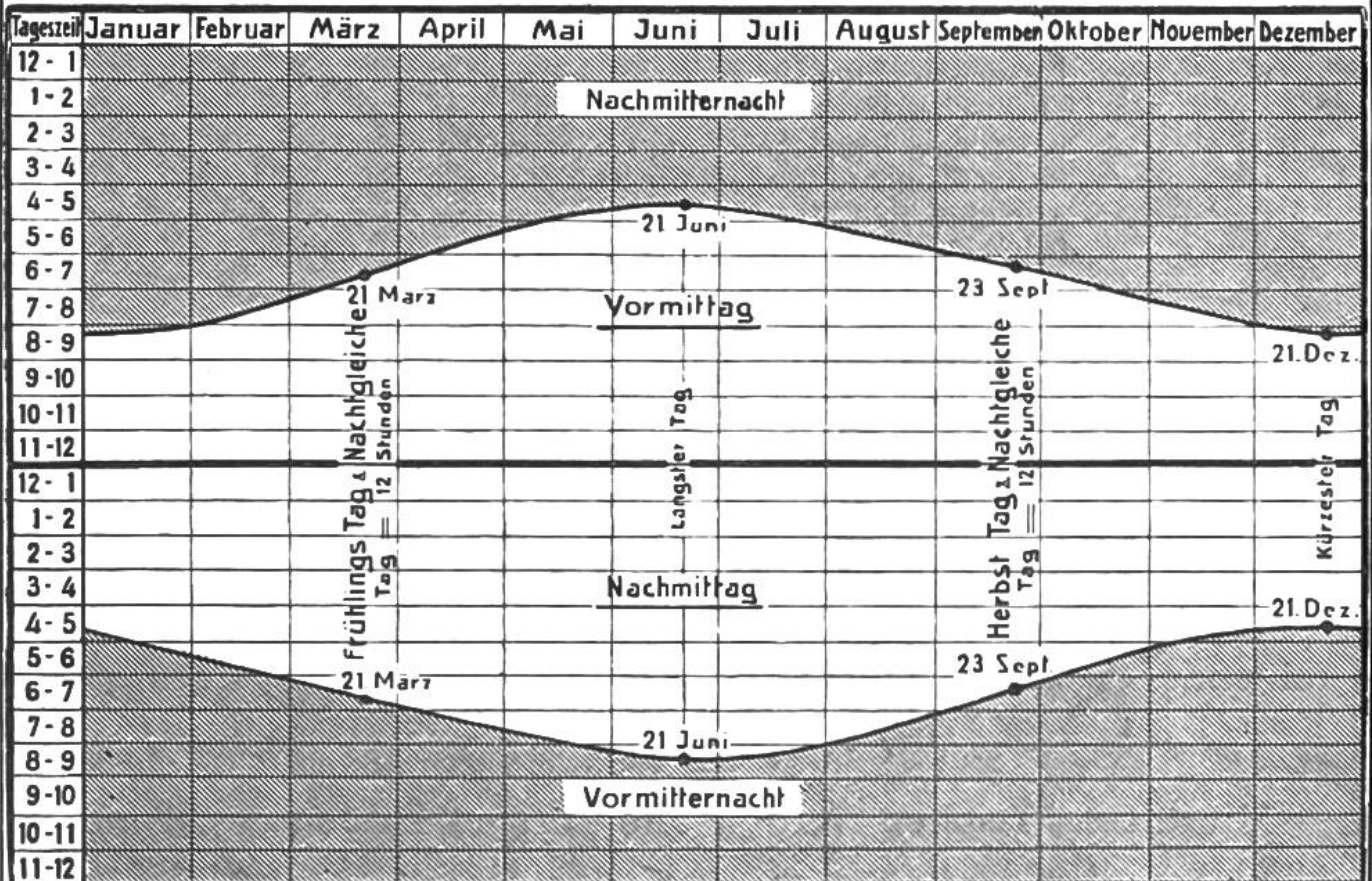 Tageszeit Januar Februar März April Mai Juni Juli August September Oktober November Dezember
12 - 1
1 - 2
Nachmitternacht
2 - 3
3 - 4
4 - 5
21 Juni
5 - 6
6 - 7
21 März
23 Sept
7 - 8
Vormittag
8 - 9
21. Dez.
9 - 10
10 - 11
11 - 12
Frühlings Tag & Nachtgleiche
Tag = 12 Stunden
Längster Tag
Herbst Tag & Nachtgleiche
Tag = 12 Stunden
Kürzester Tag
12 - 1
1 - 2
2 - 3
3 - 4
Nachmittag
4 - 5
21. Dez.
5 - 6
23 Sept
6 - 7
21 März
7 - 8
21 Juni
8 - 9
9 - 10
Vormitternacht
10 - 11
11 - 12